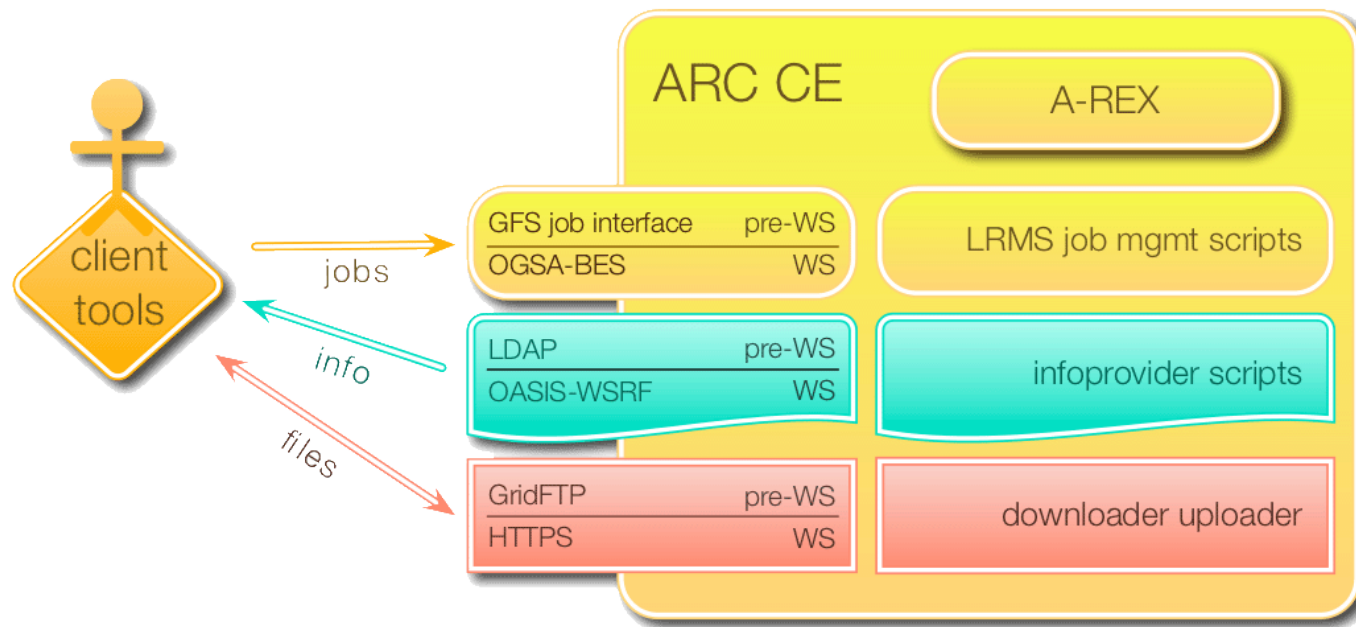 ARC CE
A-REX
client
tools
jobs
info
files
GFS job interface pre-WS
OGSA-BES WS
LRMS job mgmt scripts
LDAP pre-WS
OASIS-WSRF WS
infoprovider scripts
GridFTP pre-WS
HTTPS WS
downloader uploader